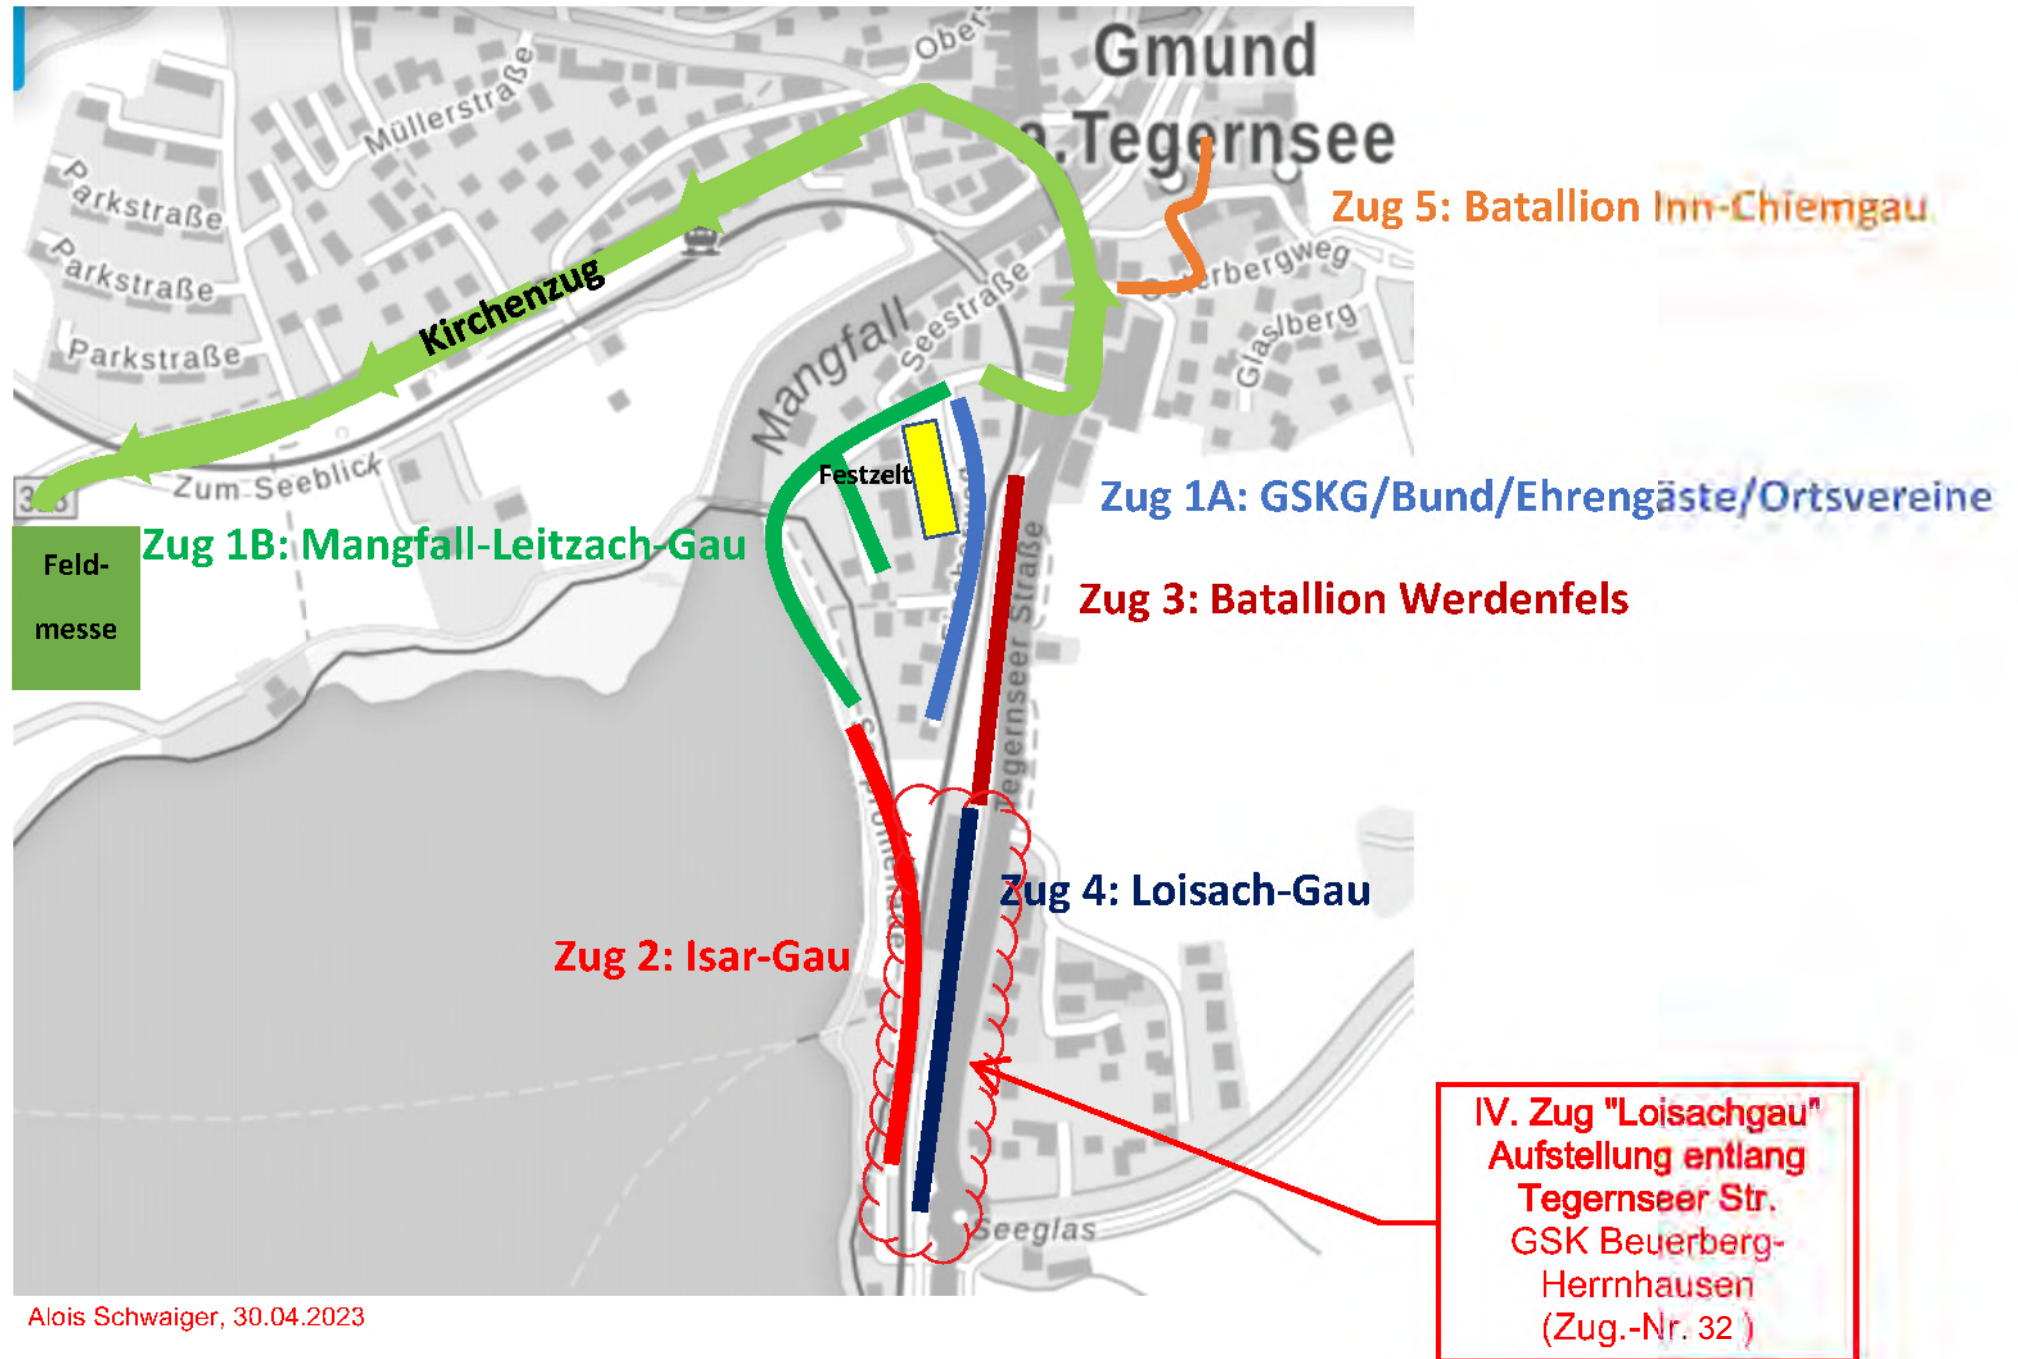 Gmund
a.Tegernsee
Ober
Müllerstraße
Parkstraße
Parkstraße
Parkstraße
Zug 5: Batallion Inn-Chiemgau
Osterbergweg
Glaslberg
Kirchenzug
Mangfall
Seestraße
Zum Seeblick
Festzelt
Zug 1A: GSKG/Bund/Ehrengäste/Ortsvereine
Zug 1B: Mangfall-Leitzach-Gau
Feld-
messe
Zug 3: Batallion Werdenfels
Tegernseer Straße
Zug 4: Loisach-Gau
Zug 2: Isar-Gau
IV. Zug "Loisachgau"
Aufstellung entlang
Tegernseer Str.
GSK Beuerberg-
Herrnhausen
(Zug.-Nr. 32 )
Seeglas
Alois Schwaiger, 30.04.2023